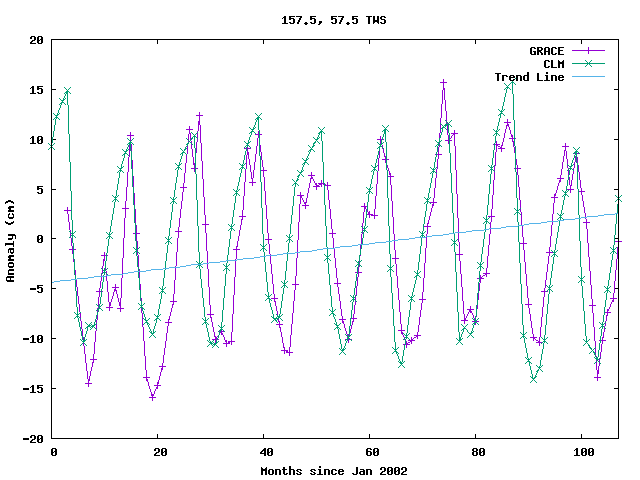 157.5, 57.5 TWS
GRACE
CLM
Trend Line
20
15
10
5
0
-5
-10
-15
-20
Anomaly (cm)
0 20 40 60 80 100
Months since Jan 2002